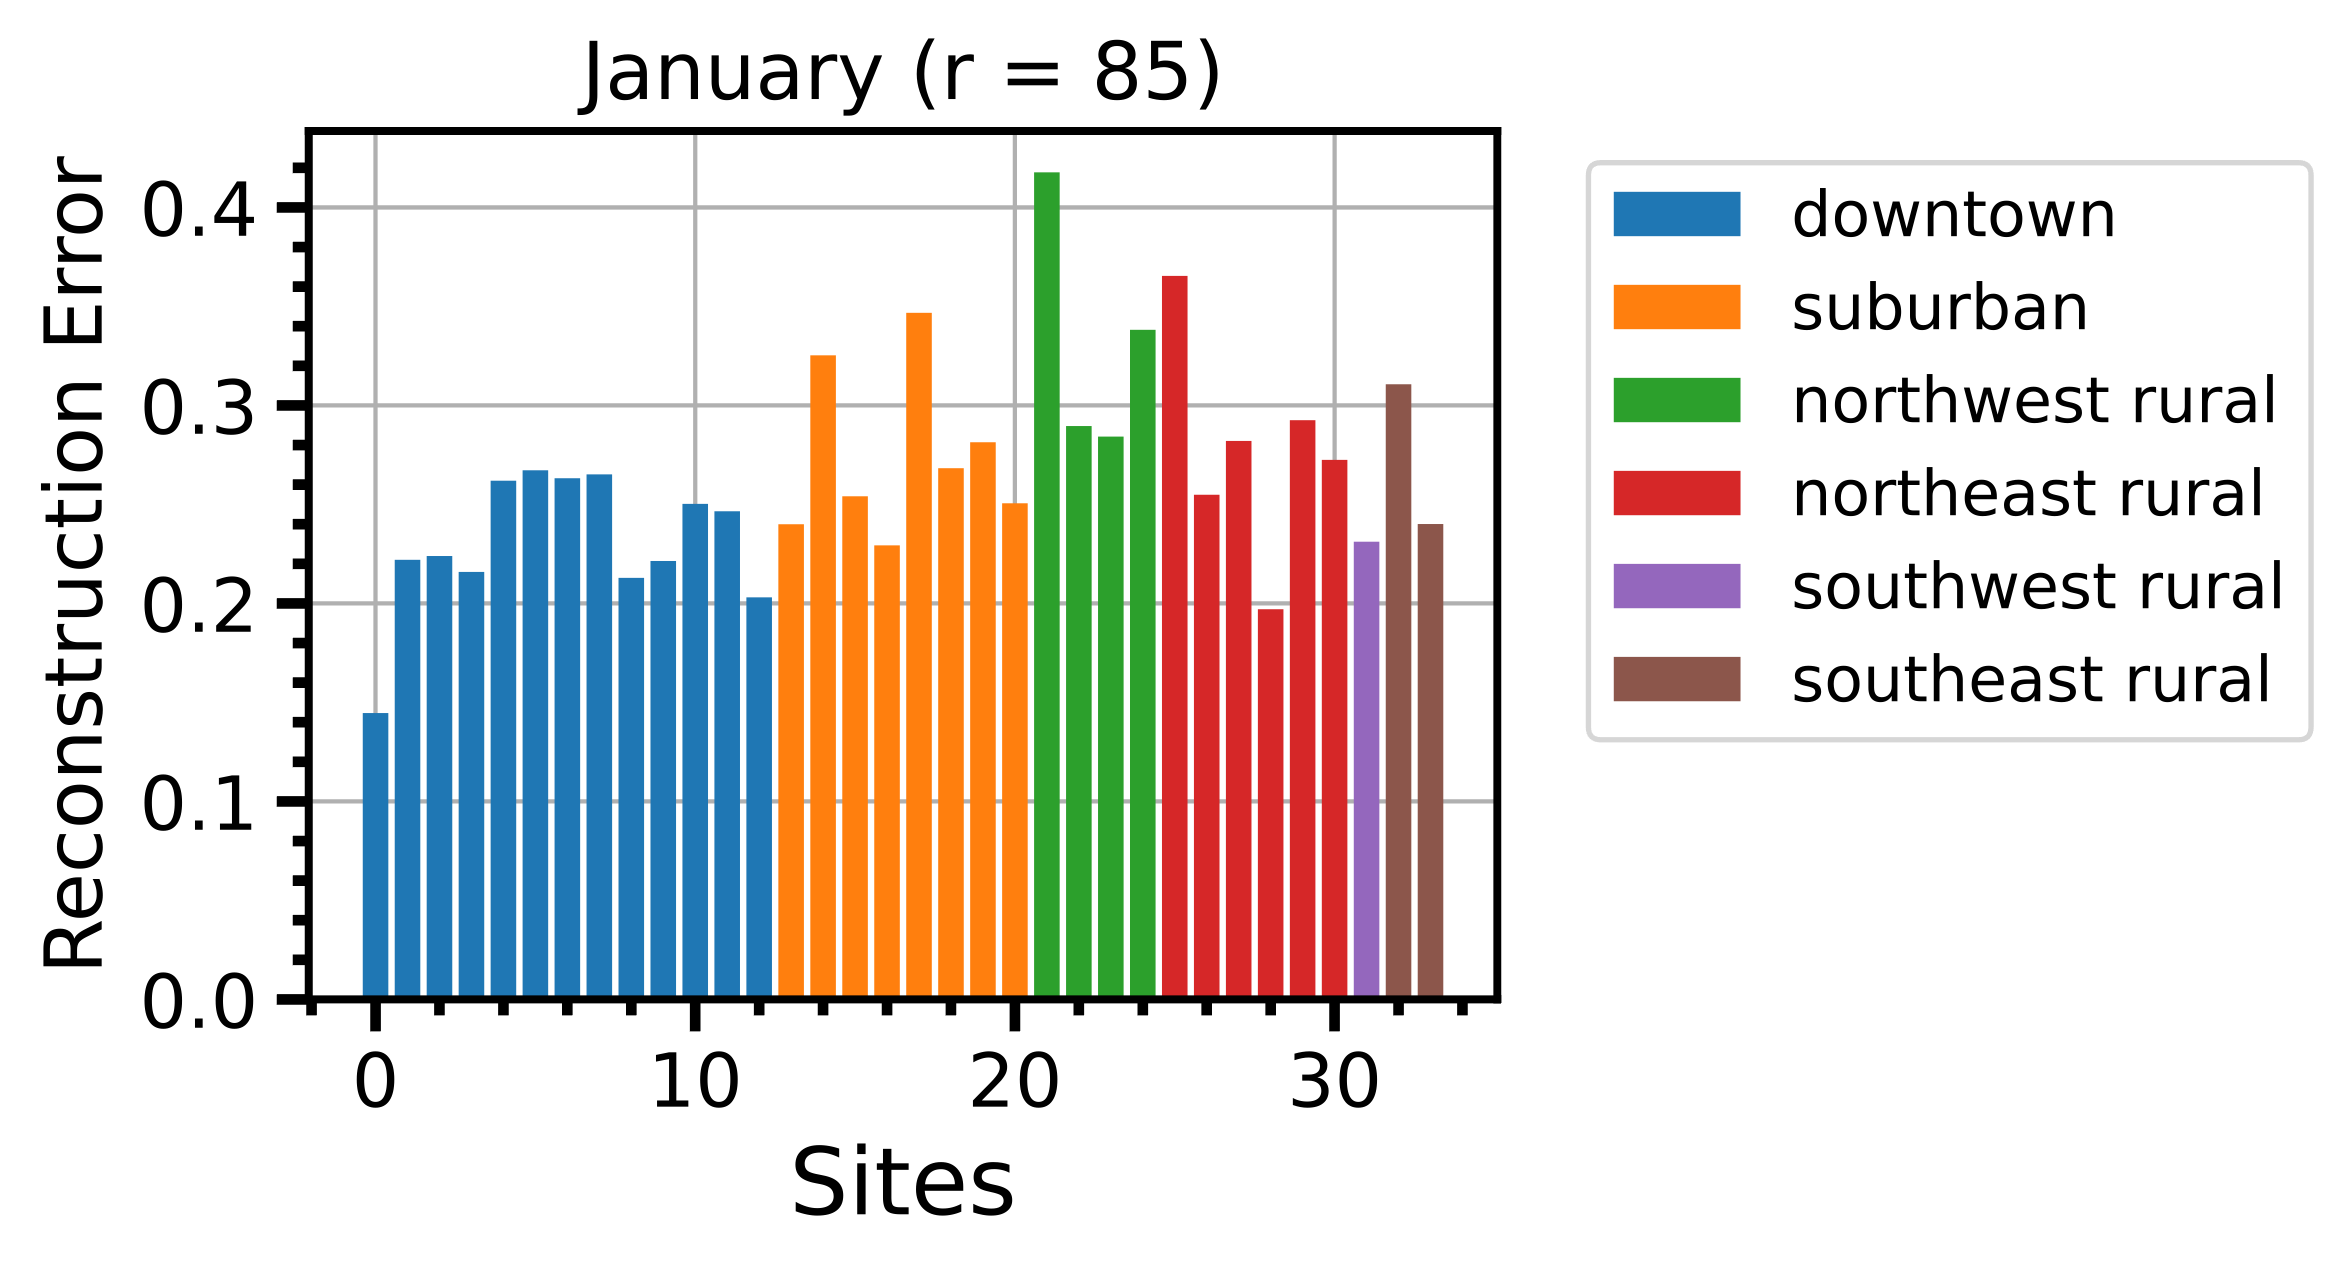 January (r = 85)
Reconstruction Error
0.4
0.3
0.2
0.1
0.0
0 10 20 30
Sites
downtown
suburban
northwest rural
northeast rural
southwest rural
southeast rural